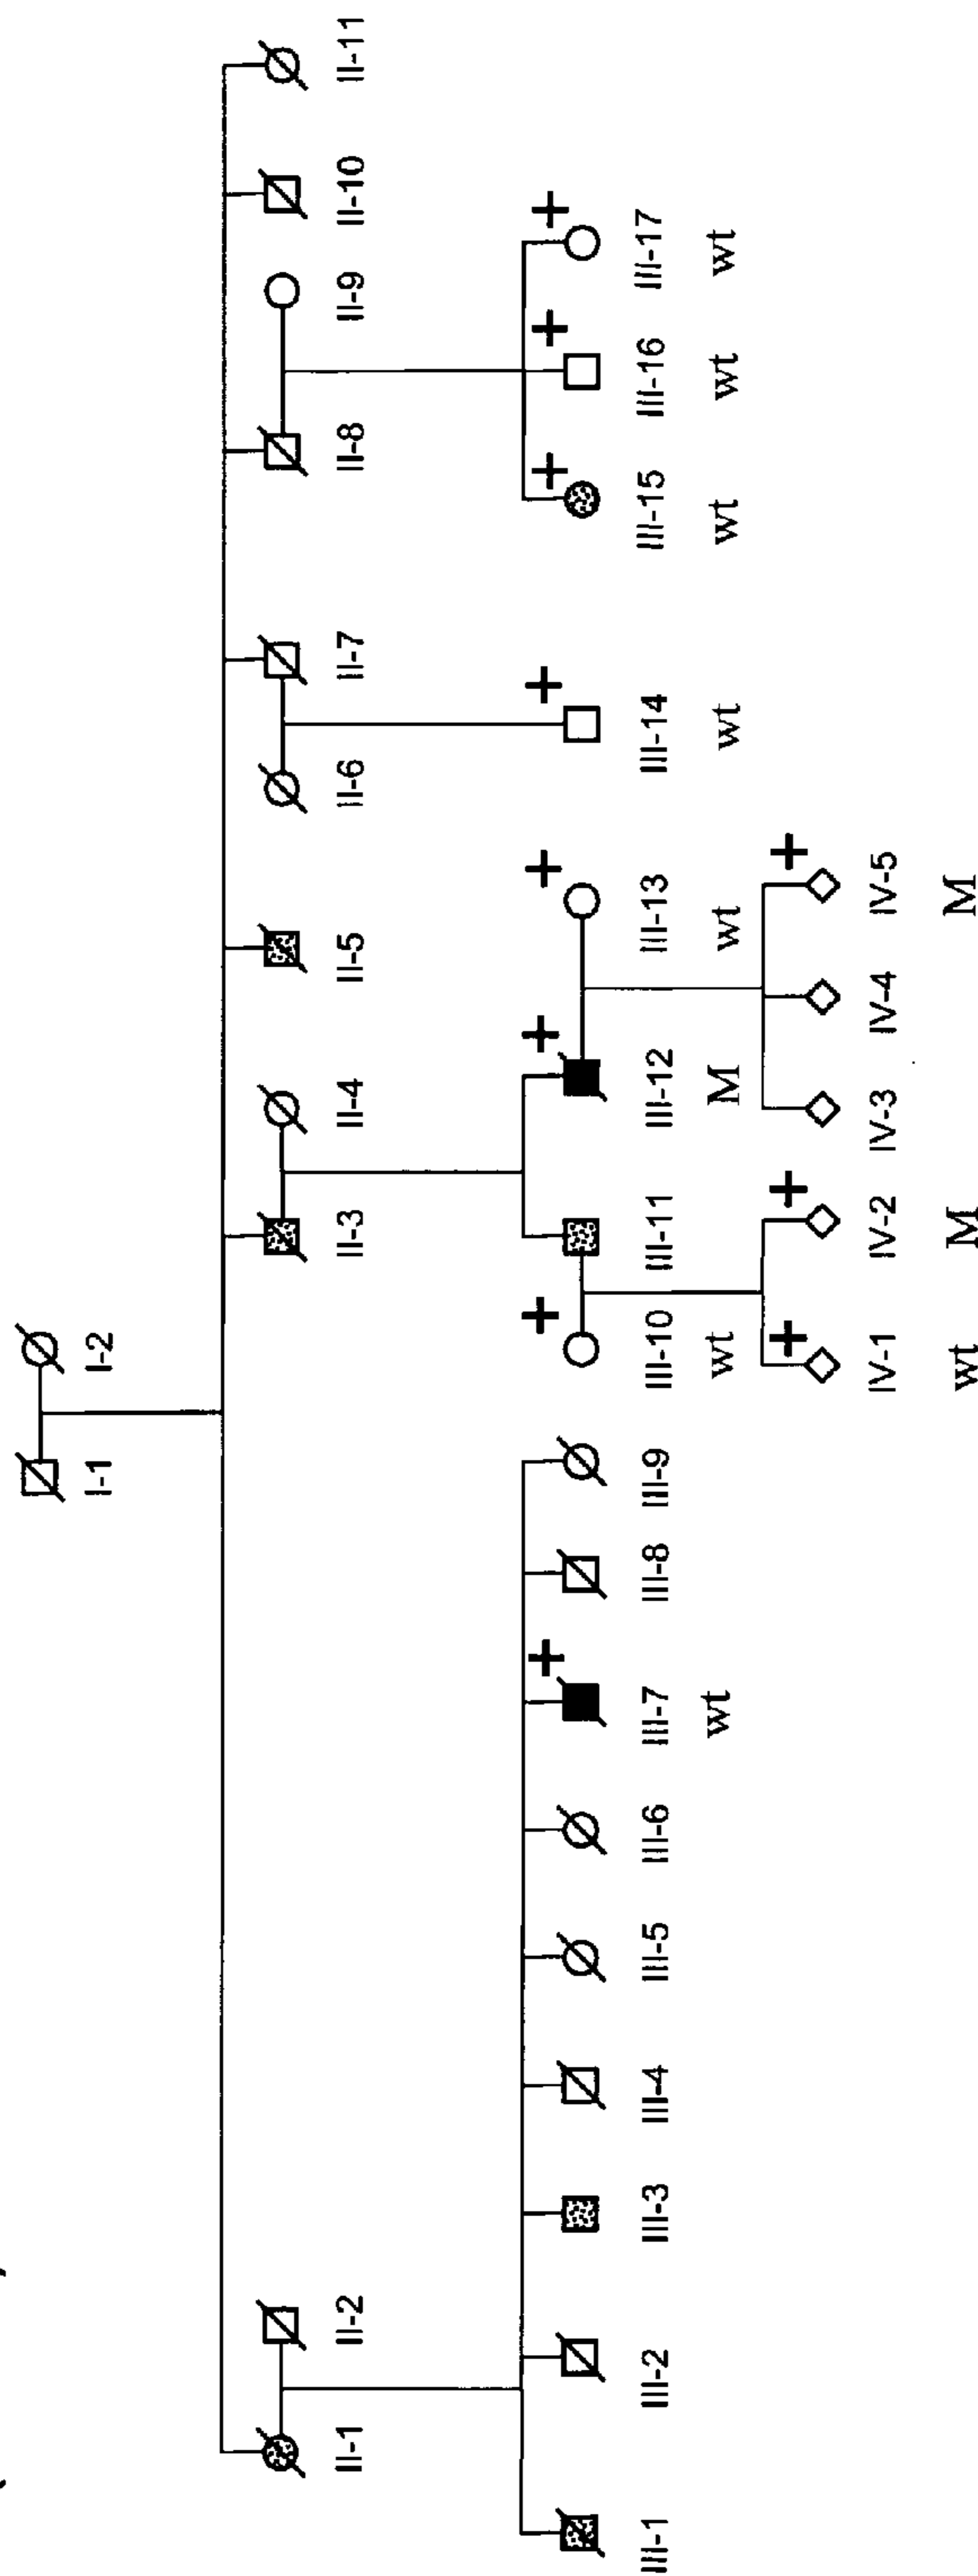 I-1 I-2
II-1 II-2 II-3 II-4 II-5 II-6 II-7 II-8 II-9 II-10 II-11
III-1 III-2 III-3 III-4 III-5 III-6 III-7 III-8 III-9 III-10 III-11 III-12 III-13 III-14 III-15 III-16 III-17
wt wt M wt wt wt wt wt
IV-1 IV-2 IV-3 IV-4 IV-5
wt M M